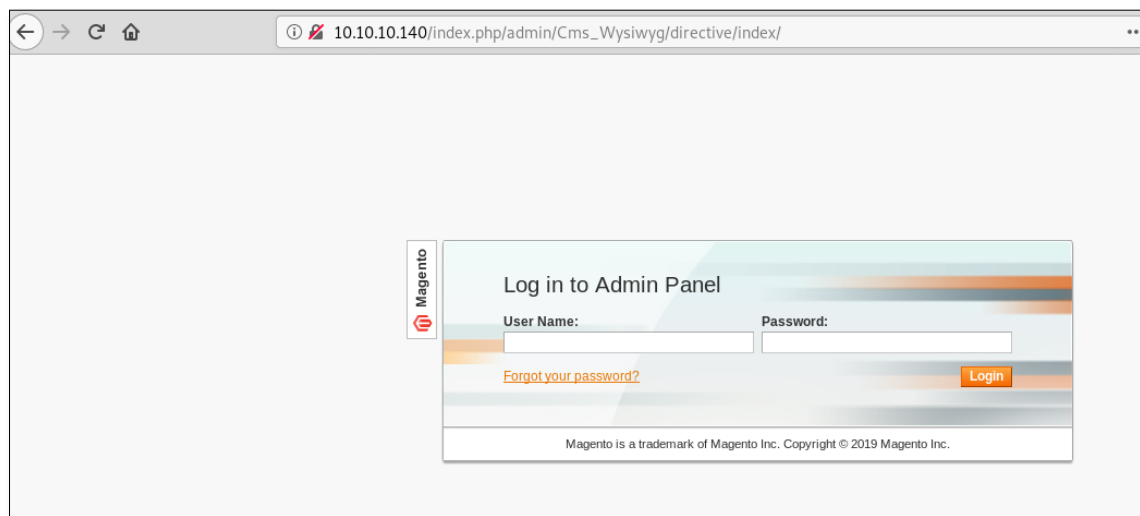 10.10.10.140/index.php/admin/Cms_Wysiwyg/directive/index/
Magento
Log in to Admin Panel
User Name: Password:
Forgot your password? Login
Magento is a trademark of Magento Inc. Copyright © 2019 Magento Inc.